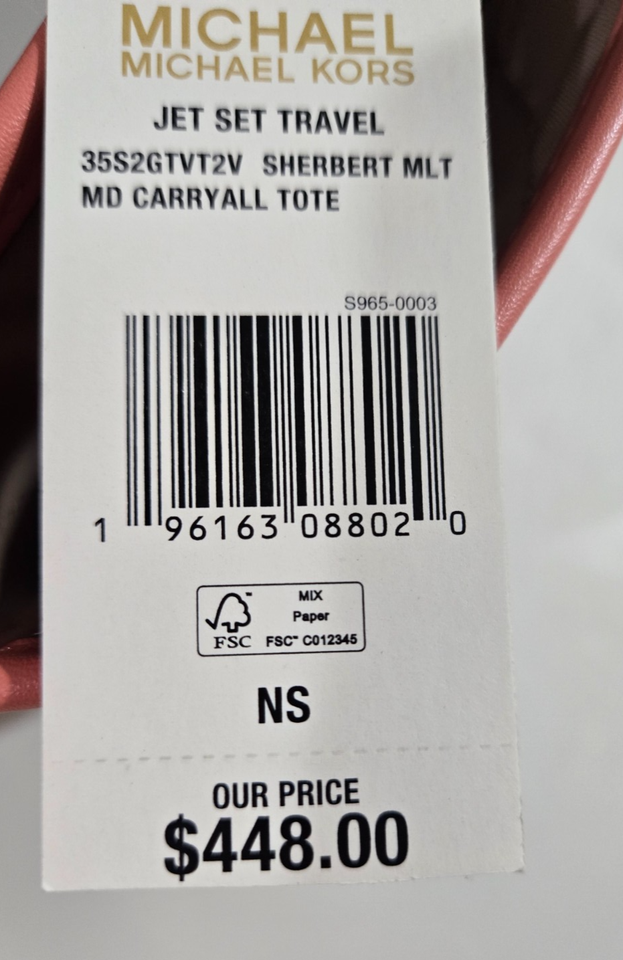 MICHAEL
MICHAEL KORS
JET SET TRAVEL
35S2GTVT2V SHERBERT MLT
MD CARRYALL TOTE
S965-0003
1 96163 08802 0
MIX
Paper
FSC™ C012345
FSC
NS
OUR PRICE
$448.00